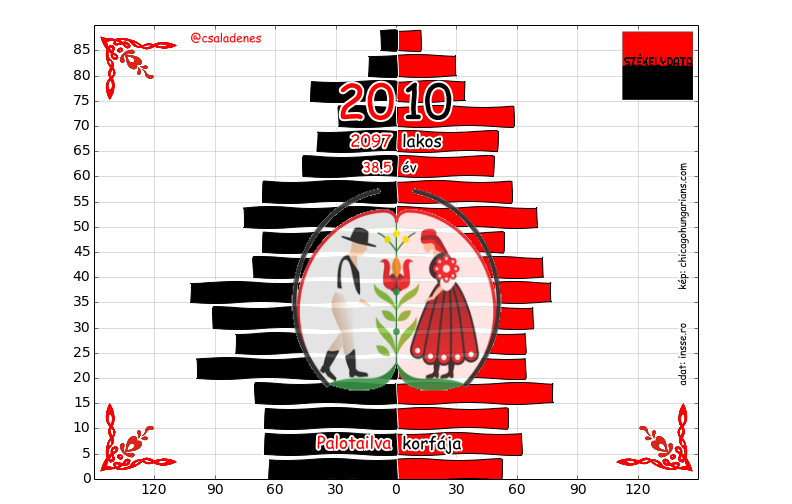 @csaladenes
SZÉKELYDATA
2010
2097 lakos
38.5 év
Palotailva korfája
kép: chicagohungarians.com
adat: insse.ro
85
80
75
70
65
60
55
50
45
40
35
30
25
20
15
10
5
0
120 90 60 30 0 30 60 90 120